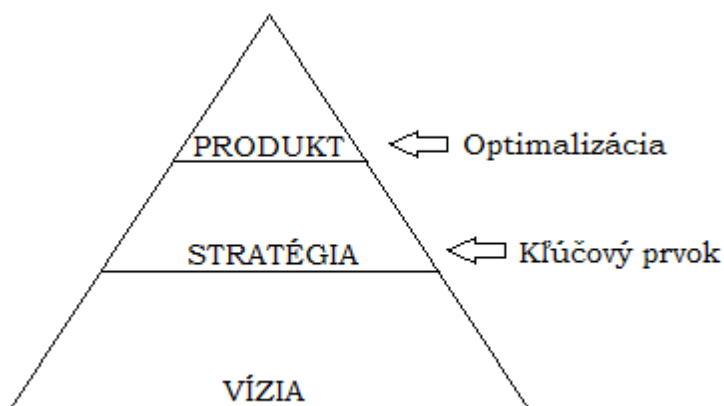 PRODUKT
Optimalizácia
STRATÉGIA
Kľúčový prvok
VÍZIA